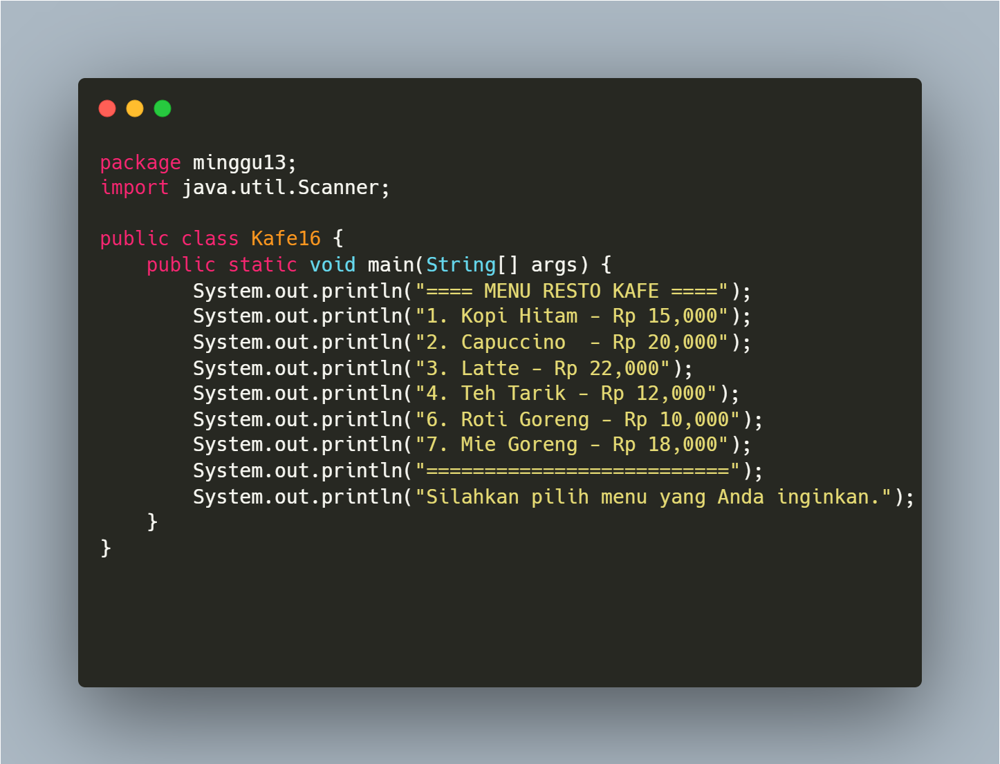 package minggu13;
import java.util.Scanner;

public class Kafe16 {
    public static void main(String[] args) {
        System.out.println("==== MENU RESTO KAFE ====");
        System.out.println("1. Kopi Hitam - Rp 15,000");
        System.out.println("2. Capuccino  - Rp 20,000");
        System.out.println("3. Latte - Rp 22,000");
        System.out.println("4. Teh Tarik - Rp 12,000");
        System.out.println("6. Roti Goreng - Rp 10,000");
        System.out.println("7. Mie Goreng - Rp 18,000");
        System.out.println("==========================");
        System.out.println("Silahkan pilih menu yang Anda inginkan.");
    }
}